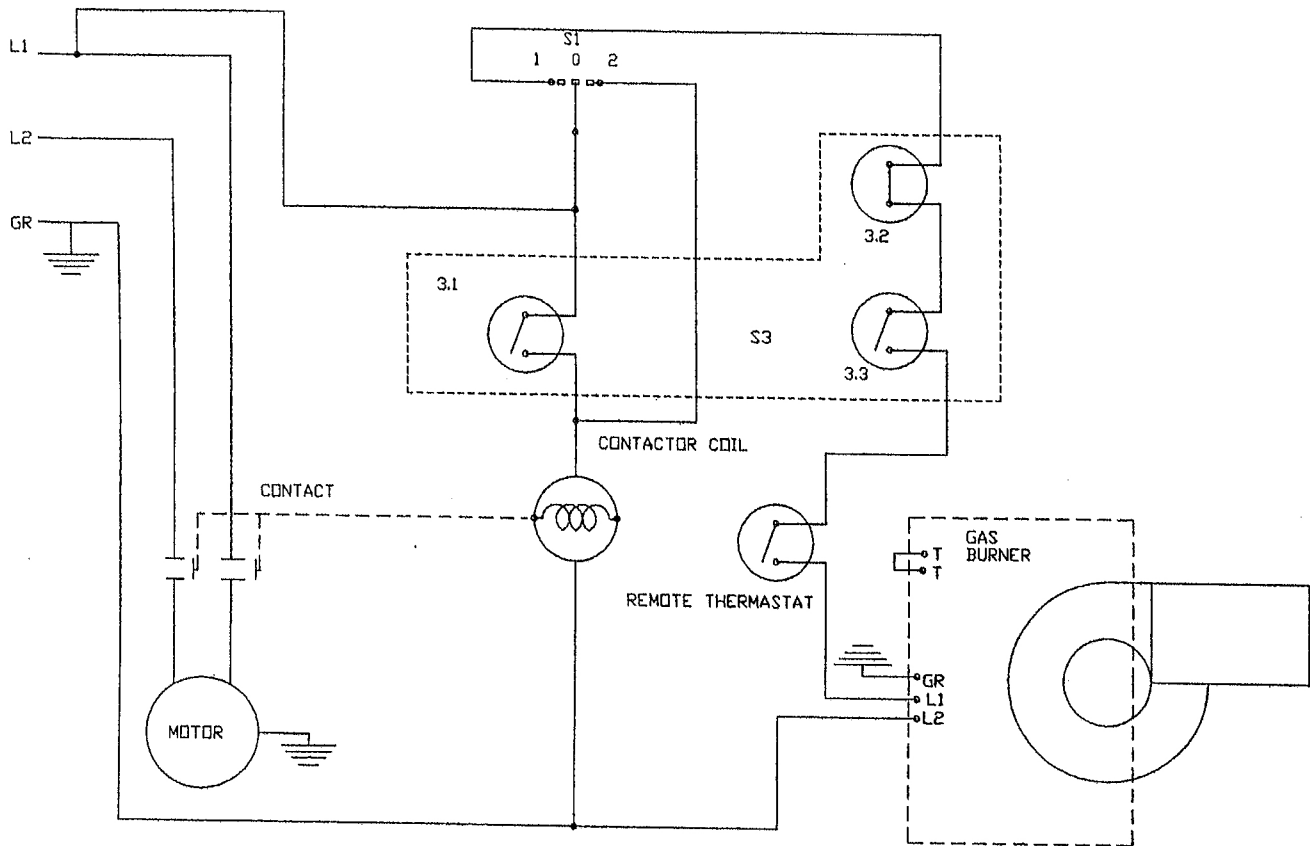 S1
L1
1 0 2
L2
GR
3.2
3.1
S3
3.3
CONTACTOR COIL
CONTACT
GAS
BURNER
T
T
REMOTE THERMASTAT
GR
L1
L2
MOTOR